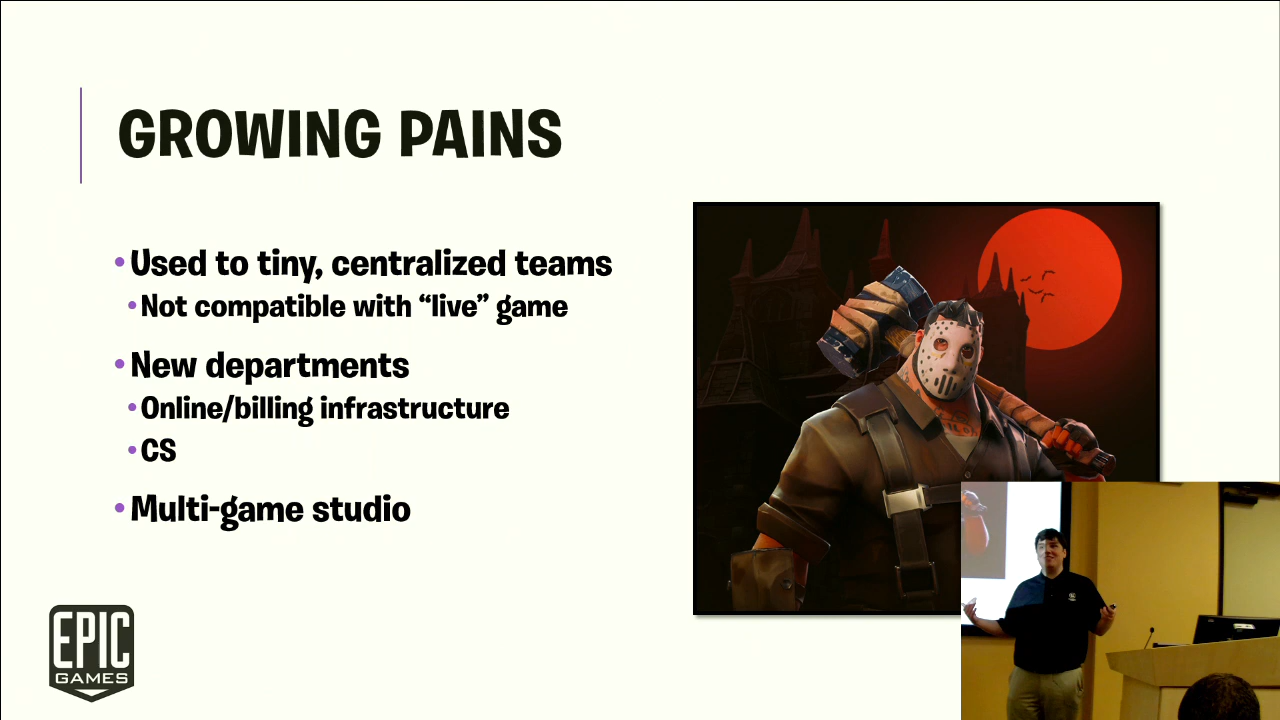 GROWING PAINS
•Used to tiny, centralized teams
•Not compatible with “live” game
•New departments
•Online/billing infrastructure
•CS
•Multi-game studio
EPIC
GAMES